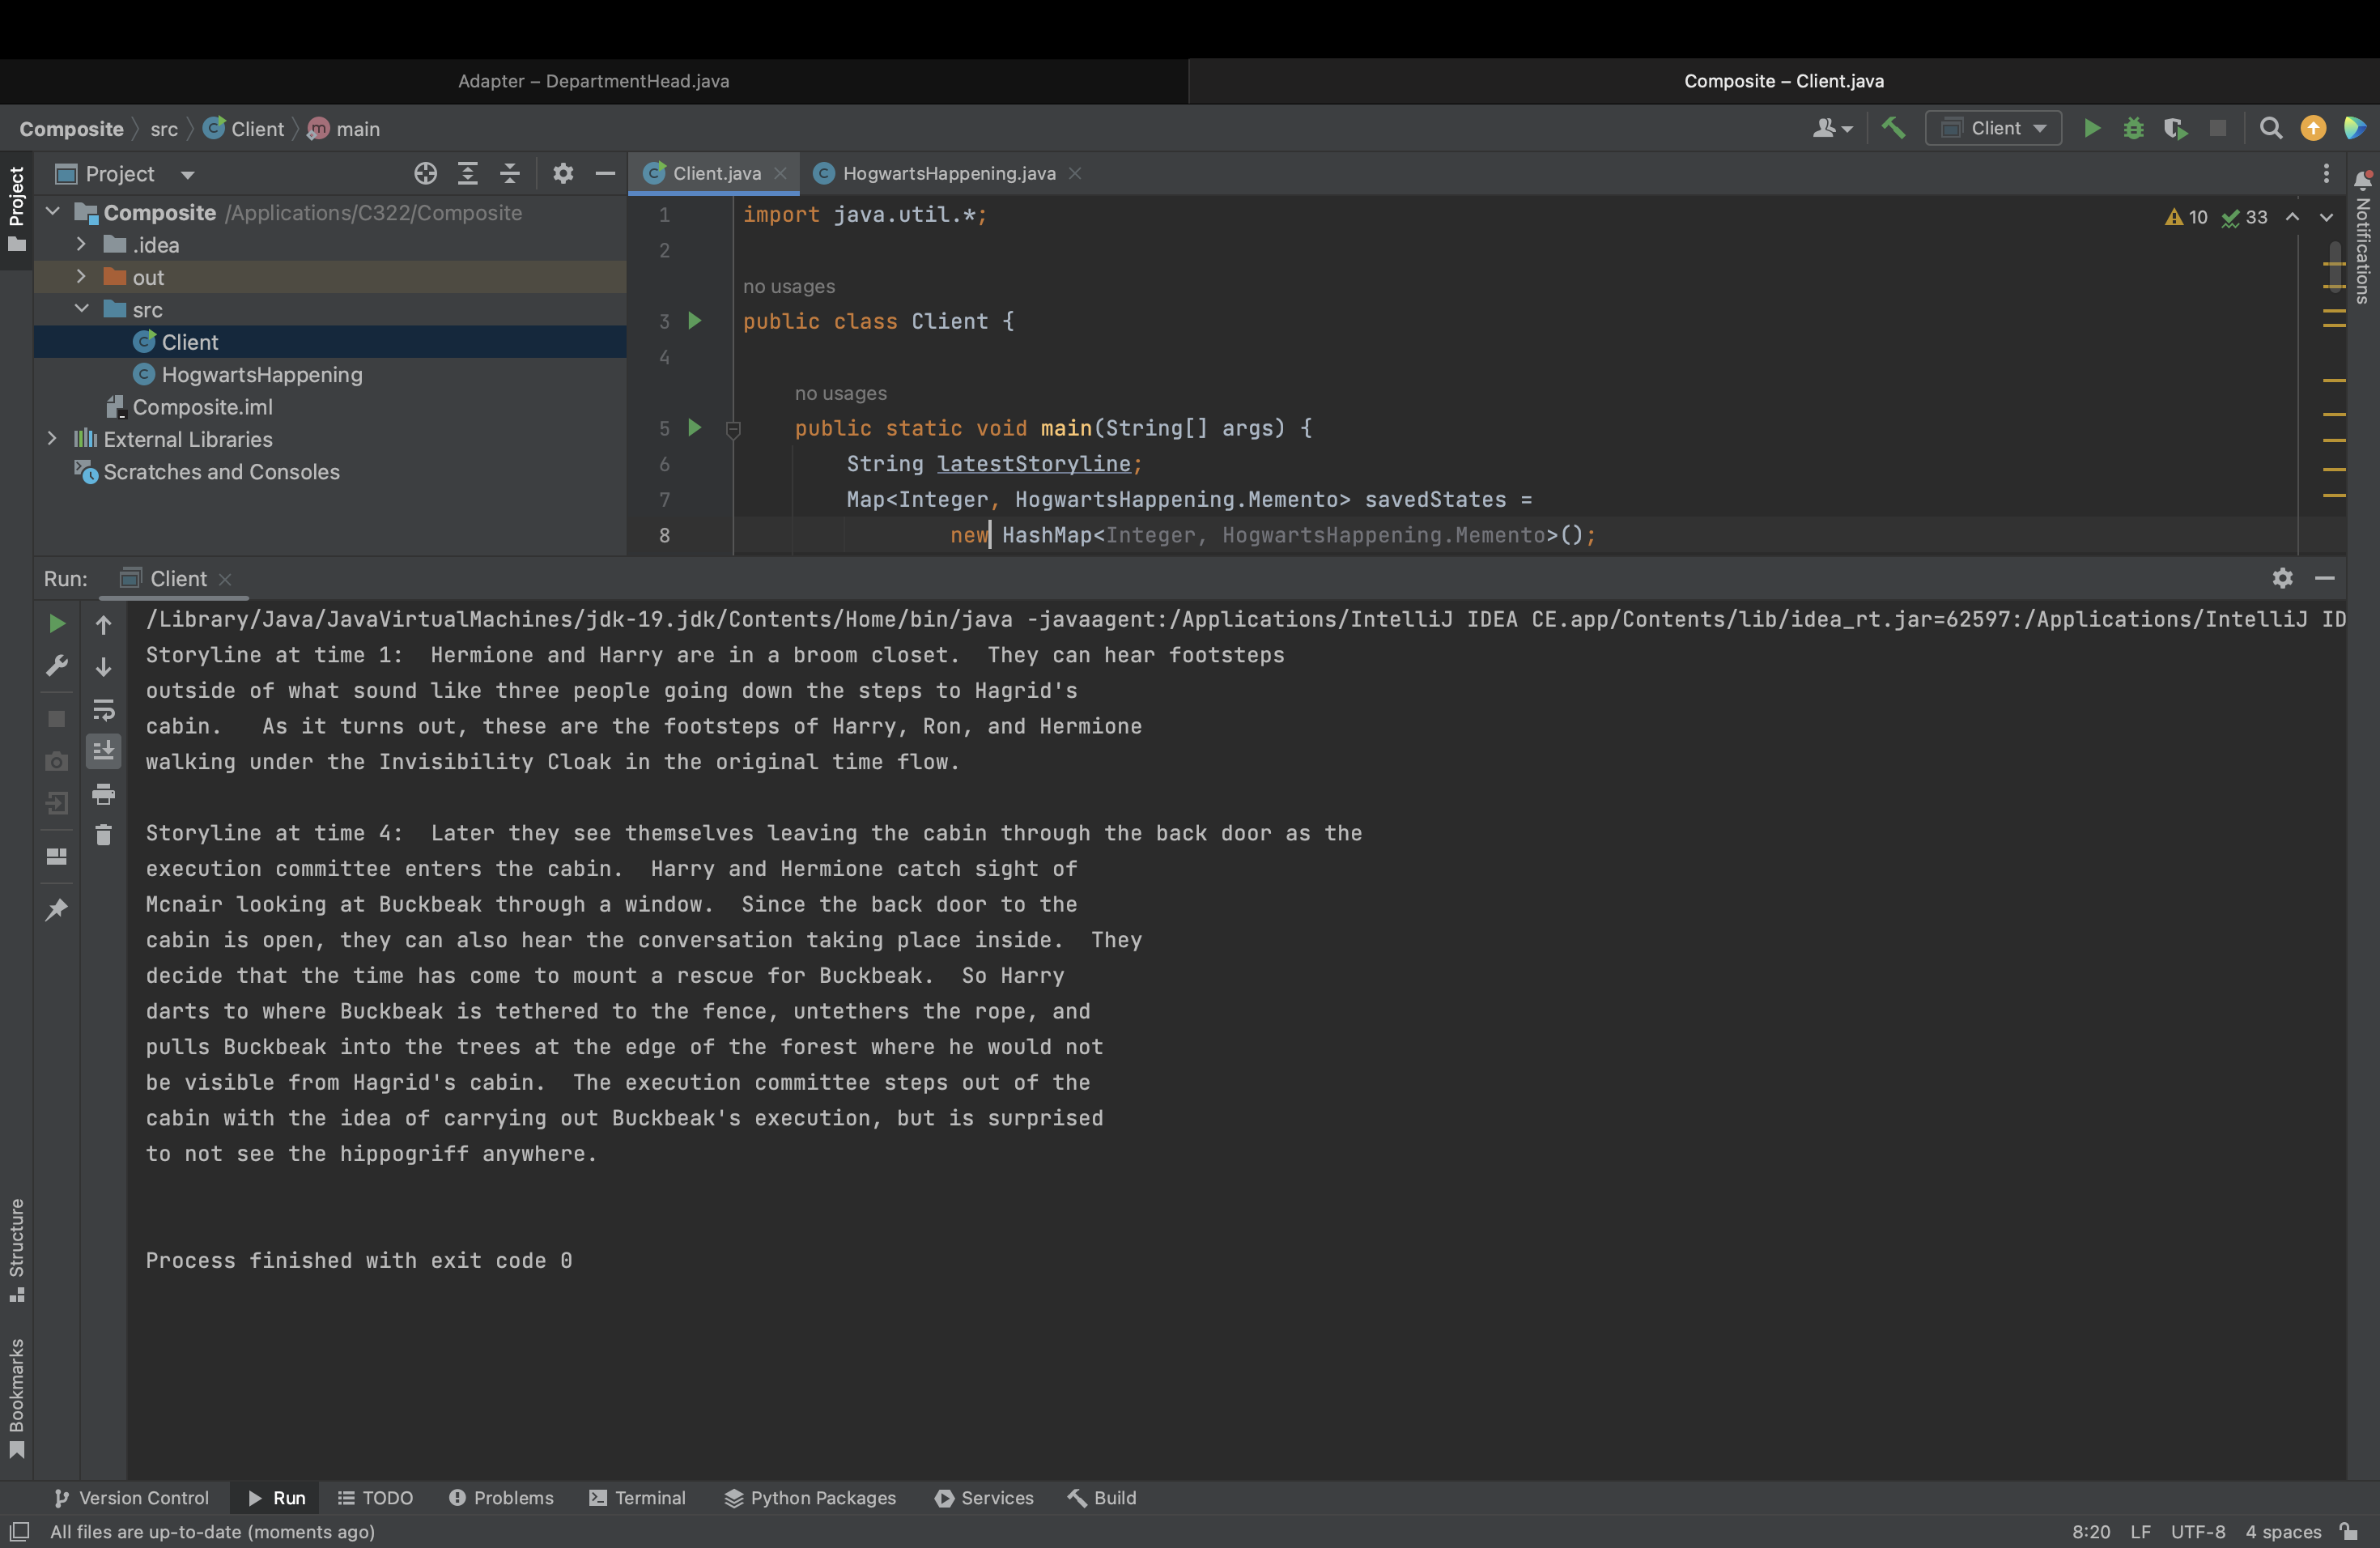 Adapter – DepartmentHead.java
Composite – Client.java
Composite src Client main
Client
Project
Client.java
HogwartsHappening.java
Project
Composite /Applications/C322/Composite
.idea
out
src
Client
HogwartsHappening
Composite.iml
External Libraries
Scratches and Consoles
1 import java.util.*;
2
no usages
3 public class Client {
4
no usages
5 public static void main(String[] args) {
6 String latestStoryline;
7 Map<Integer, HogwartsHappening.Memento> savedStates =
8 new HashMap<Integer, HogwartsHappening.Memento>();
10 33
Notifications
Run: Client
/Library/Java/JavaVirtualMachines/jdk-19.jdk/Contents/Home/bin/java -javaagent:/Applications/IntelliJ IDEA CE.app/Contents/lib/idea_rt.jar=62597:/Applications/IntelliJ ID
Storyline at time 1:  Hermione and Harry are in a broom closet.  They can hear footsteps
outside of what sound like three people going down the steps to Hagrid's
cabin.   As it turns out, these are the footsteps of Harry, Ron, and Hermione
walking under the Invisibility Cloak in the original time flow.
Storyline at time 4:  Later they see themselves leaving the cabin through the back door as the
execution committee enters the cabin.  Harry and Hermione catch sight of
Mcnair looking at Buckbeak through a window.  Since the back door to the
cabin is open, they can also hear the conversation taking place inside.  They
decide that the time has come to mount a rescue for Buckbeak.  So Harry
darts to where Buckbeak is tethered to the fence, untethers the rope, and
pulls Buckbeak into the trees at the edge of the forest where he would not
be visible from Hagrid's cabin.  The execution committee steps out of the
cabin with the idea of carrying out Buckbeak's execution, but is surprised
to not see the hippogriff anywhere.
Process finished with exit code 0
Structure
Bookmarks
Version Control Run TODO Problems Terminal Python Packages Services Build
All files are up-to-date (moments ago)
8:20 LF UTF-8 4 spaces